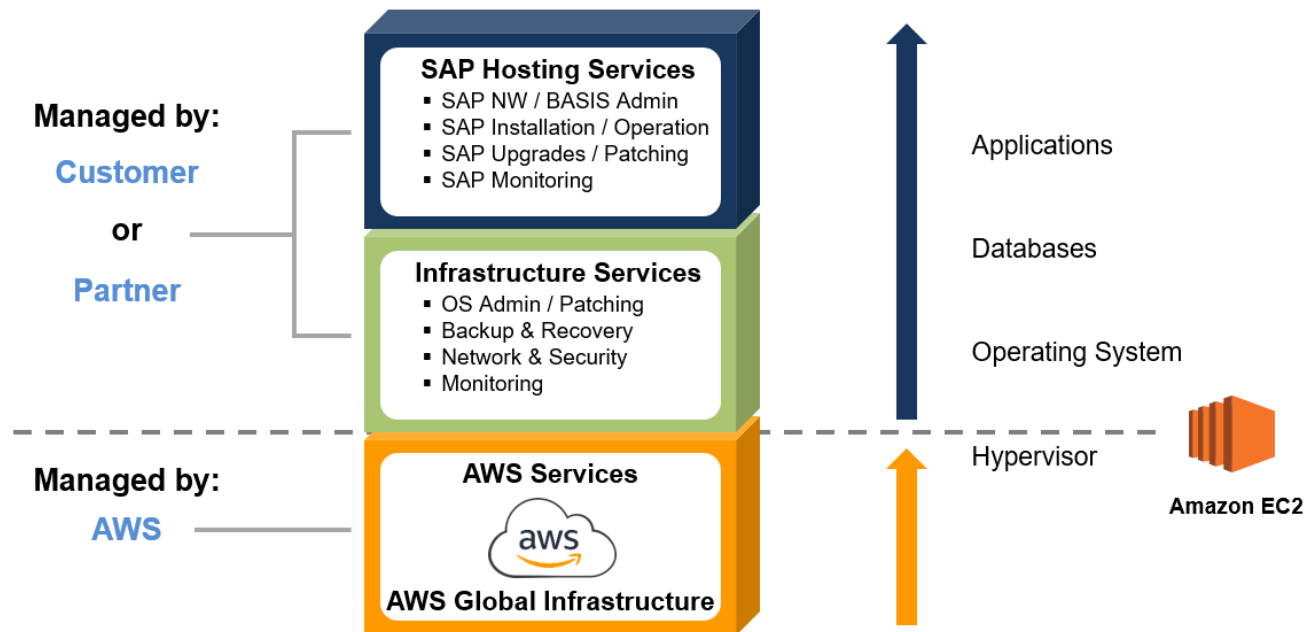 Managed by:
Customer
or
Partner
SAP Hosting Services
▪ SAP NW / BASIS Admin
▪ SAP Installation / Operation
▪ SAP Upgrades / Patching
▪ SAP Monitoring
Infrastructure Services
▪ OS Admin / Patching
▪ Backup & Recovery
▪ Network & Security
▪ Monitoring
Applications
Databases
Operating System
Managed by:
AWS
AWS Services
aws
AWS Global Infrastructure
Hypervisor
Amazon EC2